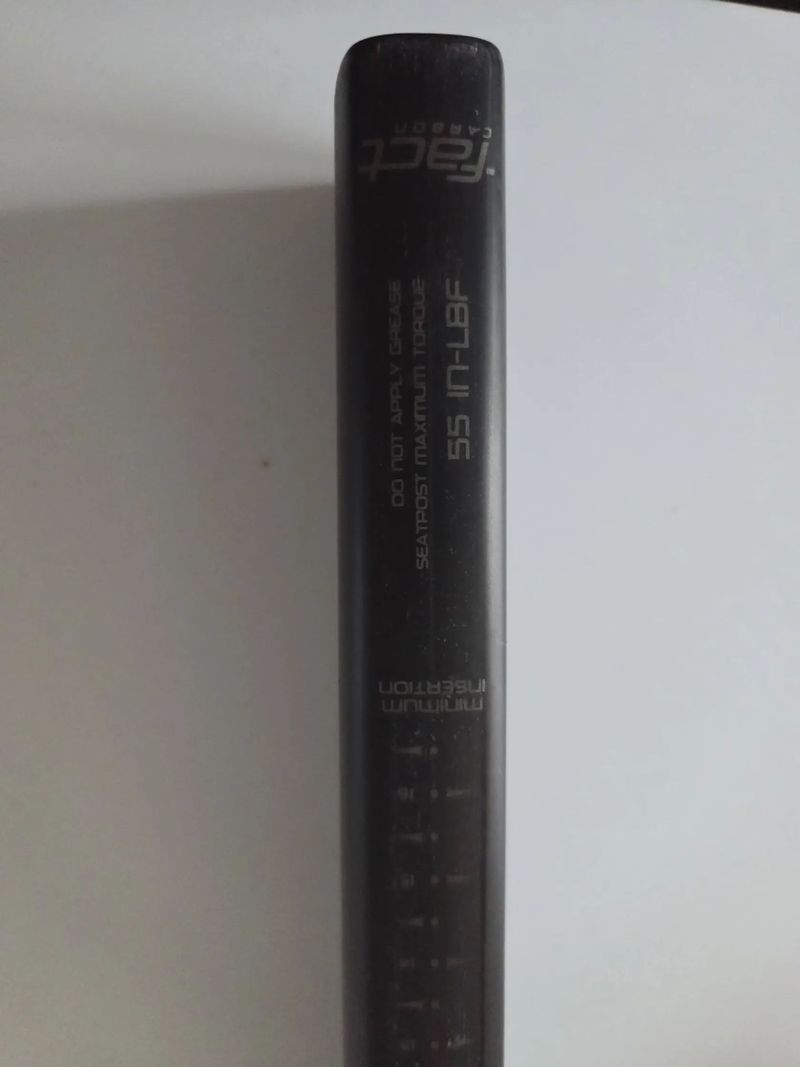 fact
CARBON
DO NOT APPLY GREASE
SEATPOST MAXIMUM TORQUE
55 IN-LBF
minimum
INSERTION